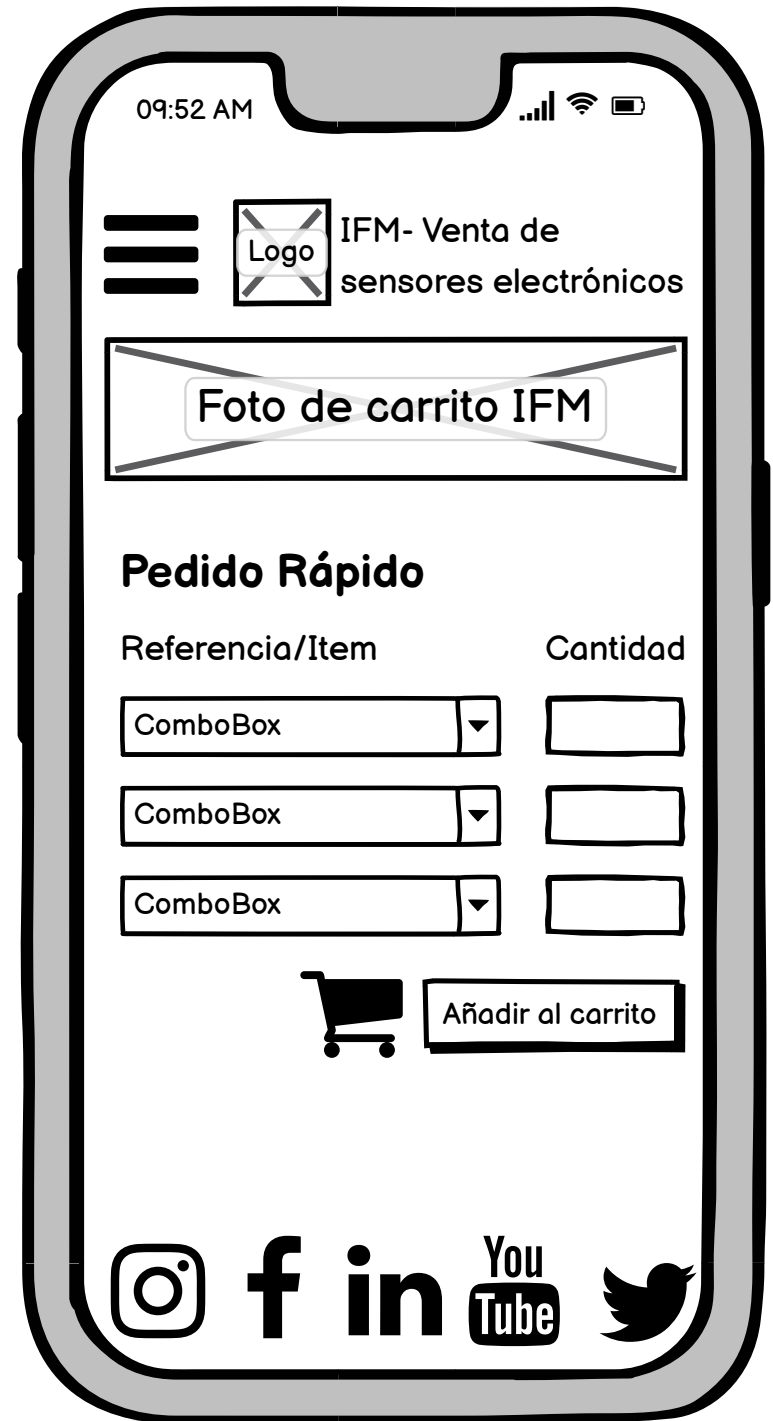 09:52 AM
Logo
IFM- Venta de
sensores electrónicos
Foto de carrito IFM
Pedido Rápido
Referencia/Item Cantidad
ComboBox
ComboBox
ComboBox
Añadir al carrito
f in You
Tube